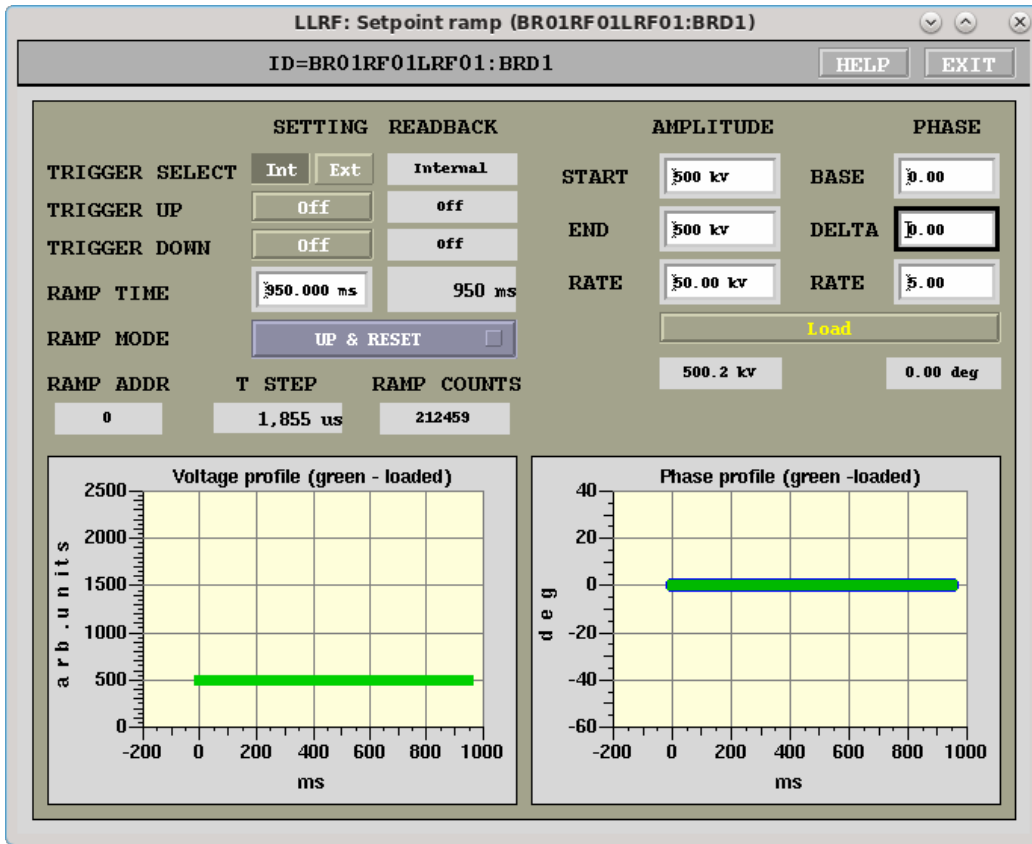 LLRF: Setpoint ramp (BR01RF01LRF01:BRD1)
ID=BR01RF01LRF01:BRD1 HELP EXIT
SETTING READBACK AMPLITUDE PHASE
TRIGGER SELECT Int Ext Internal START 500 kv BASE 0.00
TRIGGER UP Off Off
TRIGGER DOWN Off Off END 500 kv DELTA 0.00
RAMP TIME 950.000 ms 950 ms RATE 50.00 kv RATE 5.00
RAMP MODE UP & RESET Load
500.2 kv 0.00 deg
RAMP ADDR T STEP RAMP COUNTS
0 1,855 us 212459
Voltage profile (green - loaded)
2500
2000
1500
1000
500
0
arb.units
-200 0 200 400 600 800 1000
ms
Phase profile (green -loaded)
40
20
0
-20
-40
-60
deg
-200 0 200 400 600 800 1000
ms